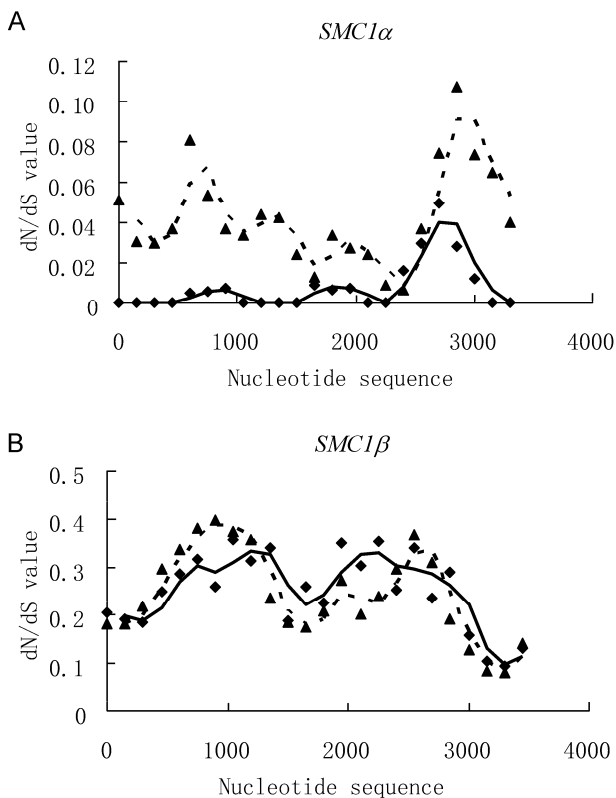 A
SMC1α
0.12
0.10
0.08
0.06
0.04
0.02
0
dN/dS value
0 1000 2000 3000 4000
Nucleotide sequence
B
SMC1β
0.5
0.4
0.3
0.2
0.1
0
dN/dS value
0 1000 2000 3000 4000
Nucleotide sequence